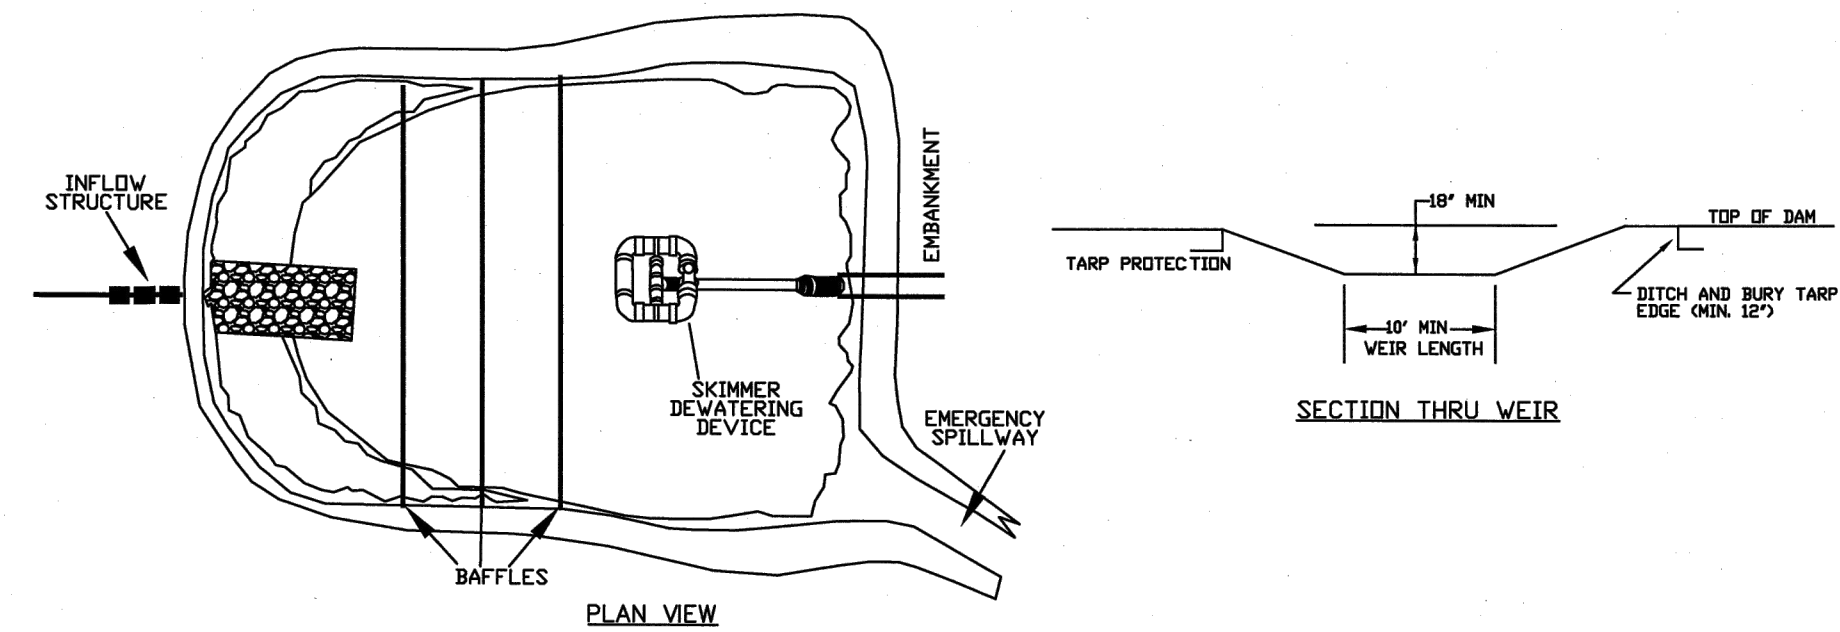 INFLOW
STRUCTURE
EMBANKMENT
SKIMMER
DEWATERING
DEVICE
EMERGENCY
SPILLWAY
BAFFLES
PLAN VIEW
18" MIN
TOP OF DAM
TARP PROTECTION
DITCH AND BURY TARP
EDGE (MIN. 12")
10' MIN
WEIR LENGTH
SECTION THRU WEIR